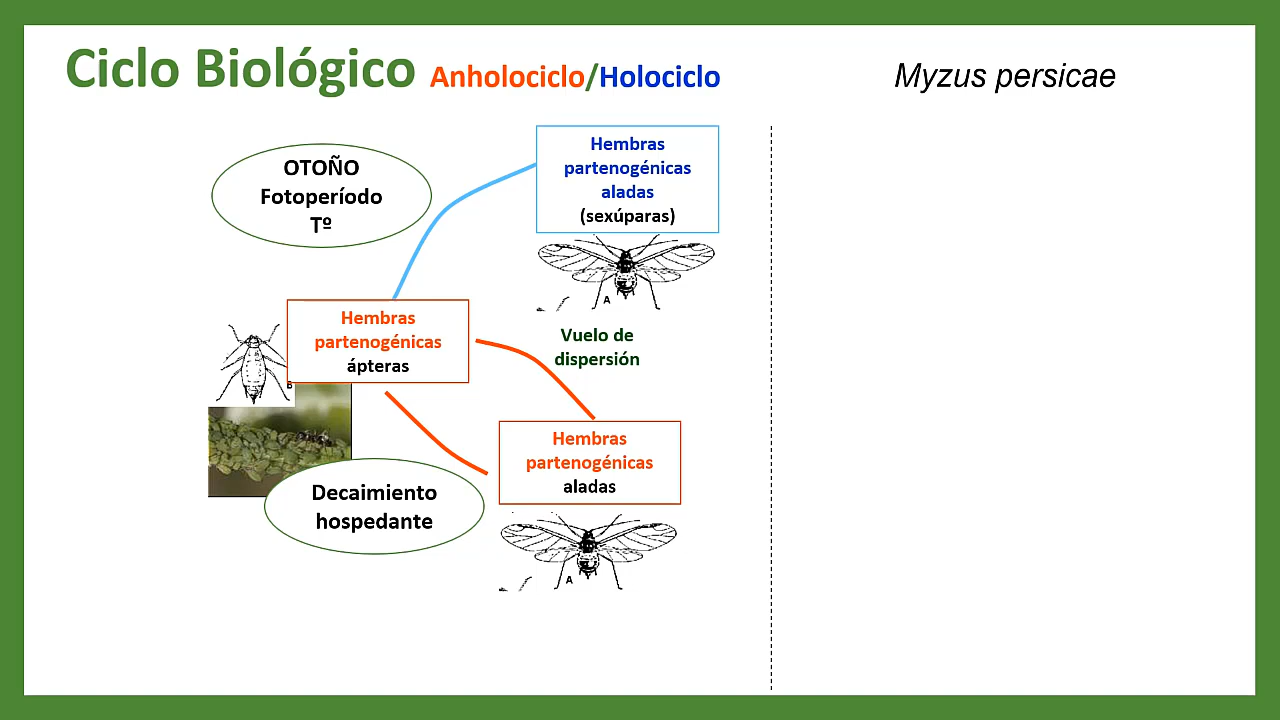 Ciclo Biológico Anholociclo/Holociclo
Myzus persicae
OTOÑO
Fotoperíodo
Tº
Hembras
partenogénicas
aladas
(sexúparas)
A
Hembras
partenogénicas
ápteras
B
Vuelo de
dispersión
Hembras
partenogénicas
aladas
Decaimiento
hospedante
A